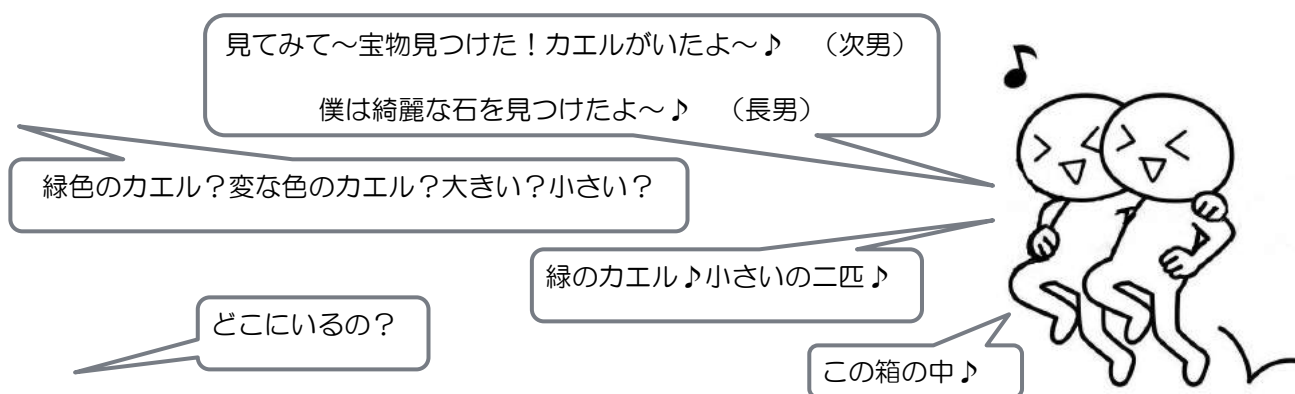 見てみて～宝物見つけた！カエルがいたよ～♪　（次男）
僕は綺麗な石を見つけたよ～♪　（長男）
緑色のカエル？変な色のカエル？大きい？小さい？
緑のカエル♪小さいの二匹♪
どこにいるの？
この箱の中♪